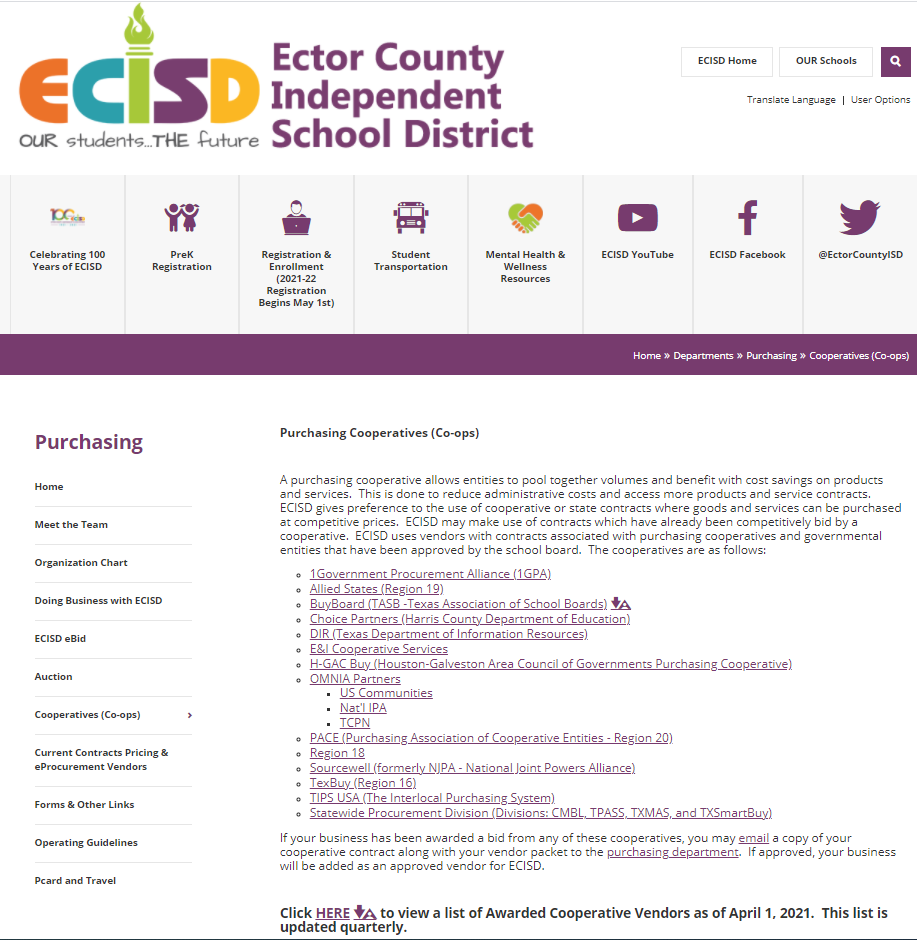 ECISD
OUR students...THE future
Ector County
Independent
School District
ECISD Home
OUR Schools
Translate Language | User Options
Celebrating 100
Years of ECISD
PreK
Registration
Registration &
Enrollment
(2021-22
Registration
Begins May 1st)
Student
Transportation
Mental Health &
Wellness
Resources
ECISD YouTube
ECISD Facebook
@EctorCountyISD
Home » Departments » Purchasing » Cooperatives (Co-ops)
Purchasing
Home
Meet the Team
Organization Chart
Doing Business with ECISD
ECISD eBid
Auction
Cooperatives (Co-ops)
Current Contracts Pricing &
eProcurement Vendors
Forms & Other Links
Operating Guidelines
Pcard and Travel
Purchasing Cooperatives (Co-ops)
A purchasing cooperative allows entities to pool together volumes and benefit with cost savings on products
and services. This is done to reduce administrative costs and access more products and service contracts.
ECISD gives preference to the use of cooperative or state contracts where goods and services can be purchased
at competitive prices. ECISD may make use of contracts which have already been competitively bid by a
cooperative. ECISD uses vendors with contracts associated with purchasing cooperatives and governmental
entities that have been approved by the school board. The cooperatives are as follows:
1Government Procurement Alliance (1GPA)
Allied States (Region 19)
BuyBoard (TASB -Texas Association of School Boards)
Choice Partners (Harris County Department of Education)
DIR (Texas Department of Information Resources)
E&I Cooperative Services
H-GAC Buy (Houston-Galveston Area Council of Governments Purchasing Cooperative)
OMNIA Partners
US Communities
Nat'l IPA
TCPN
PACE (Purchasing Association of Cooperative Entities - Region 20)
Region 18
Sourcewell (formerly NJPA - National Joint Powers Alliance)
TexBuy (Region 16)
TIPS USA (The Interlocal Purchasing System)
Statewide Procurement Division (Divisions: CMBL, TPASS, TXMAS, and TXSmartBuy)
If your business has been awarded a bid from any of these cooperatives, you may email a copy of your
cooperative contract along with your vendor packet to the purchasing department. If approved, your business
will be added as an approved vendor for ECISD.
Click HERE to view a list of Awarded Cooperative Vendors as of April 1, 2021. This list is
updated quarterly.